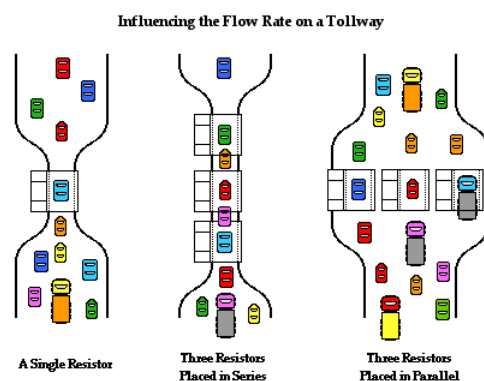 Influencing the Flow Rate on a Tollway
A Single Resistor
Three Resistors
Placed in Series
Three Resistors
Placed in Parallel